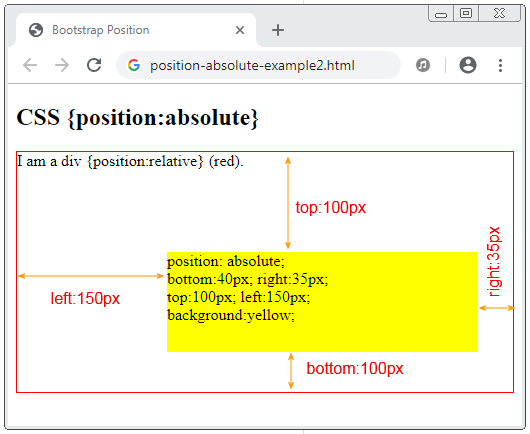 Bootstrap Position
position-absolute-example2.html
CSS {position:absolute}
I am a div {position:relative} (red).
top:100px
right:35px
position: absolute;
bottom:40px; right:35px;
top:100px; left:150px;
background:yellow;
left:150px
bottom:100px